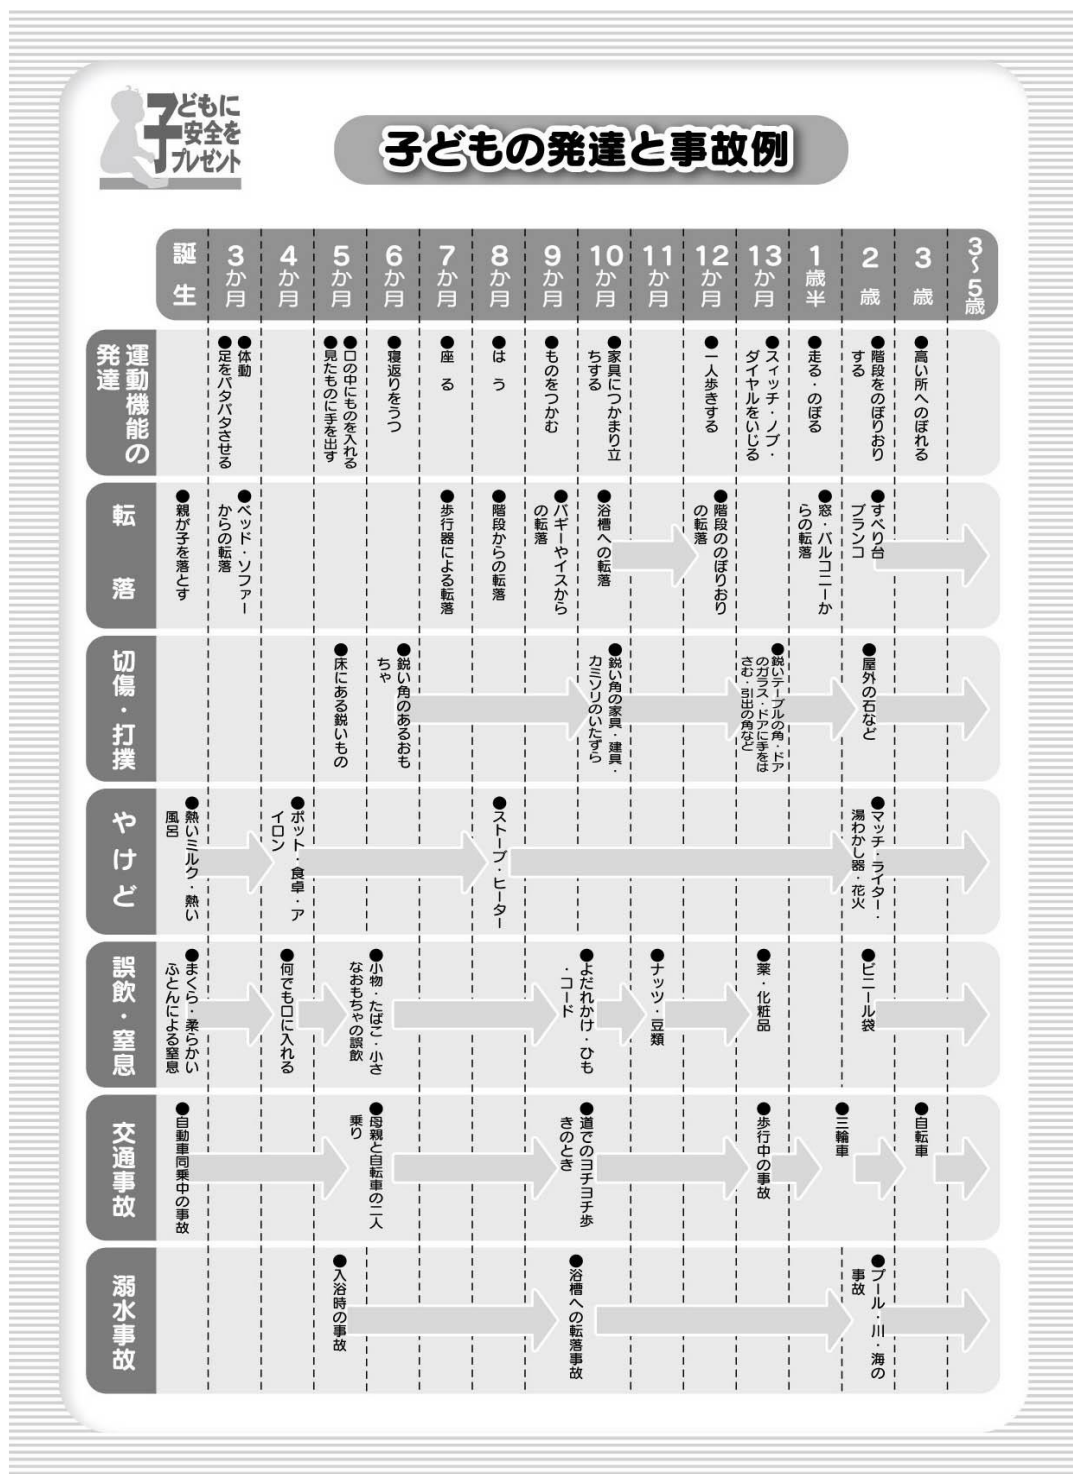 子どもに
安全を
プレゼント
子どもの発達と事故例
誕生
3か月
4か月
5か月
6か月
7か月
8か月
9か月
10か月
11か月
12か月
13か月
1歳半
2歳
3歳
3〜5歳
運動機能の
発達
●体動
●足をバタバタさせる
●口の中にものを入れる
●見たものに手を出す
●寝返りをうつ
●座る
●はう
●ものをつかむ
●家具につかまり立
ちする
●一人歩きする
●スィッチ・ノブ・
ダイヤルをいじる
●走る・のぼる
●階段をのぼりおり
する
●高い所へのぼれる
転落
●親が子を落とす
●ベッド・ソファー
からの転落
●歩行器による転落
●階段からの転落
●バギーやイスから
の転落
●浴槽への転落
●階段ののぼりおり
の転落
●窓・バルコニーか
らの転落
●すべり台
ブランコ
切傷・打撲
●床にある鋭いもの
●鋭い角のあるおも
ちゃ
●鋭い角の家具・建具・
カミソリのいたずら
●鋭いテーブルの角・ドア
のガラス・ドアに手をは
さむ・引出の角など
●屋外の石など
やけど
●熱いミルク・熱い
風呂
●ポット・食卓・ア
イロン
●ストーブ・ヒーター
●マッチ・ライター・
湯わかし器・花火
誤飲・窒息
●まくら・柔らかい
ふとんによる窒息
●何でも口に入れる
●小物・たばこ・小さ
なおもちゃの誤飲
●よだれかけ・ひも
・コード
●ナッツ・豆類
●薬・化粧品
●ビニール袋
交通事故
●自動車同乗中の事故
●母親と自転車の二人
乗り
●道でのヨチヨチ歩
きのとき
●歩行中の事故
●三輪車
●自転車
溺水事故
●入浴時の事故
●浴槽への転落事故
●プール・川・海の
事故